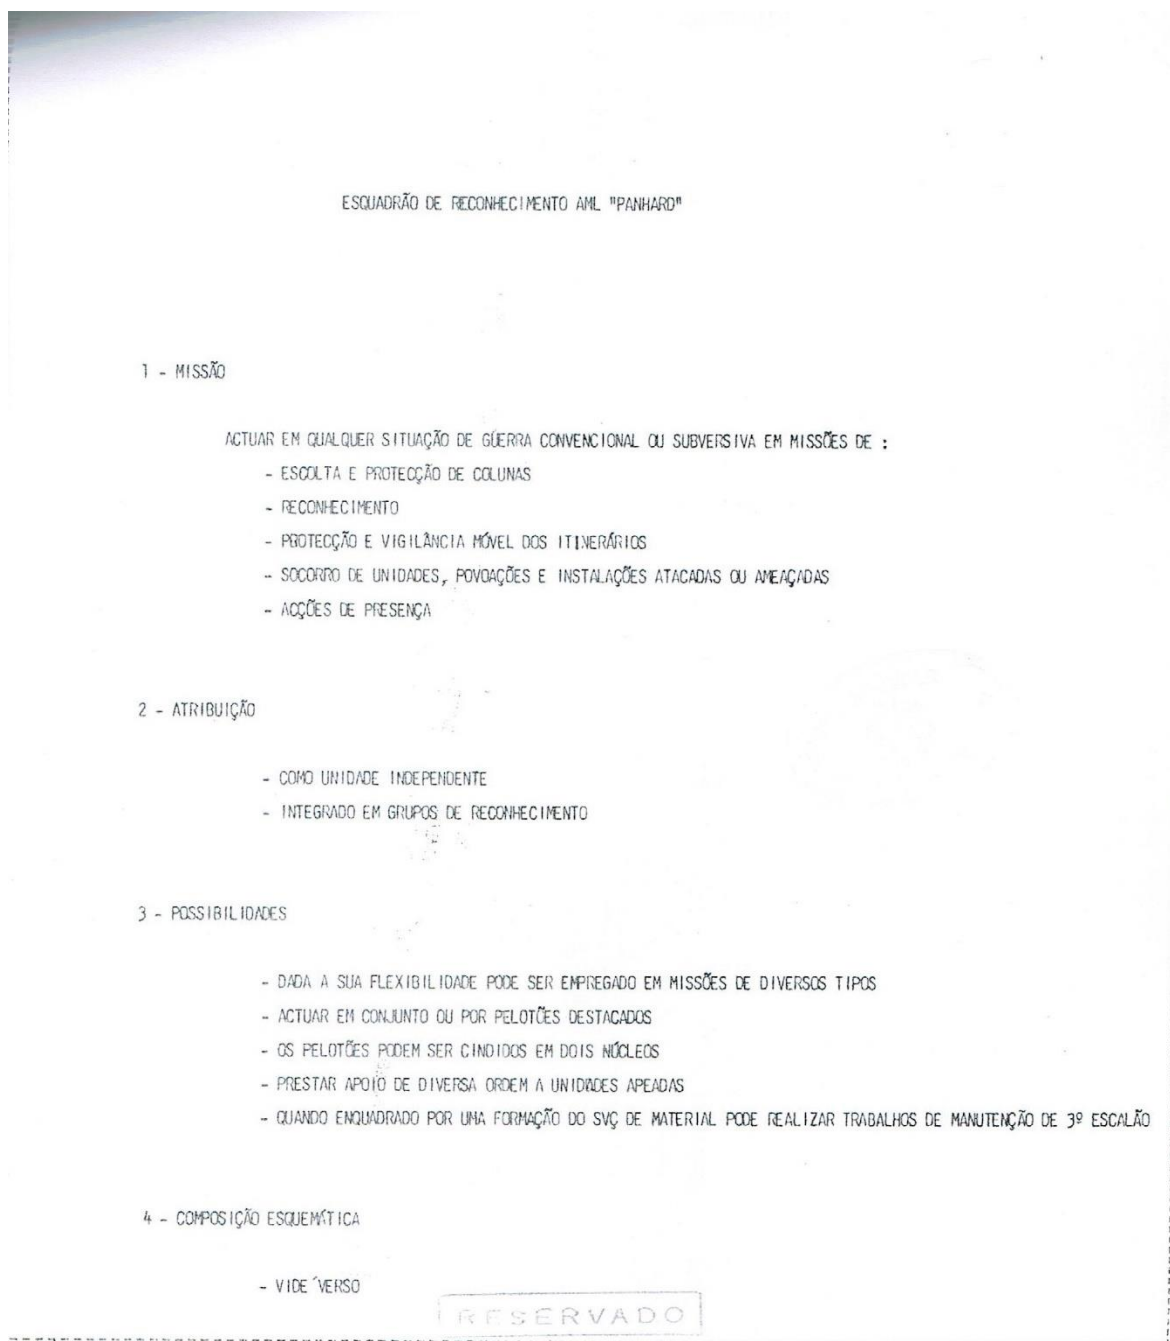 ESQUADRÃO DE RECONHECIMENTO AML "PANHARD"
1 - MISSÃO
ACTUAR EM QUALQUER SITUAÇÃO DE GUERRA CONVENCIONAL OU SUBVERSIVA EM MISSÕES DE :
- ESCOLTA E PROTECÇÃO DE COLUNAS
- RECONHECIMENTO
- PROTECÇÃO E VIGILÂNCIA MÓVEL DOS ITINERÁRIOS
- SOCORRO DE UNIDADES, POVOAÇÕES E INSTALAÇÕES ATACADAS OU AMEAÇADAS
- ACÇÕES DE PRESENÇA
2 - ATRIBUIÇÃO
- COMO UNIDADE INDEPENDENTE
- INTEGRADO EM GRUPOS DE RECONHECIMENTO
3 - POSSIBILIDADES
- DADA A SUA FLEXIBILIDADE PODE SER EMPREGADO EM MISSÕES DE DIVERSOS TIPOS
- ACTUAR EM CONJUNTO OU POR PELOTÕES DESTACADOS
- OS PELOTÕES PODEM SER CINDIDOS EM DOIS NÚCLEOS
- PRESTAR APOIO DE DIVERSA ORDEM A UNIDADES APEADAS
- QUANDO ENQUADRADO POR UMA FORMAÇÃO DO SVÇ DE MATERIAL PODE REALIZAR TRABALHOS DE MANUTENÇÃO DE 3º ESCALÃO
4 - COMPOSIÇÃO ESQUEMÁTICA
- VIDE VERSO
RESERVADO